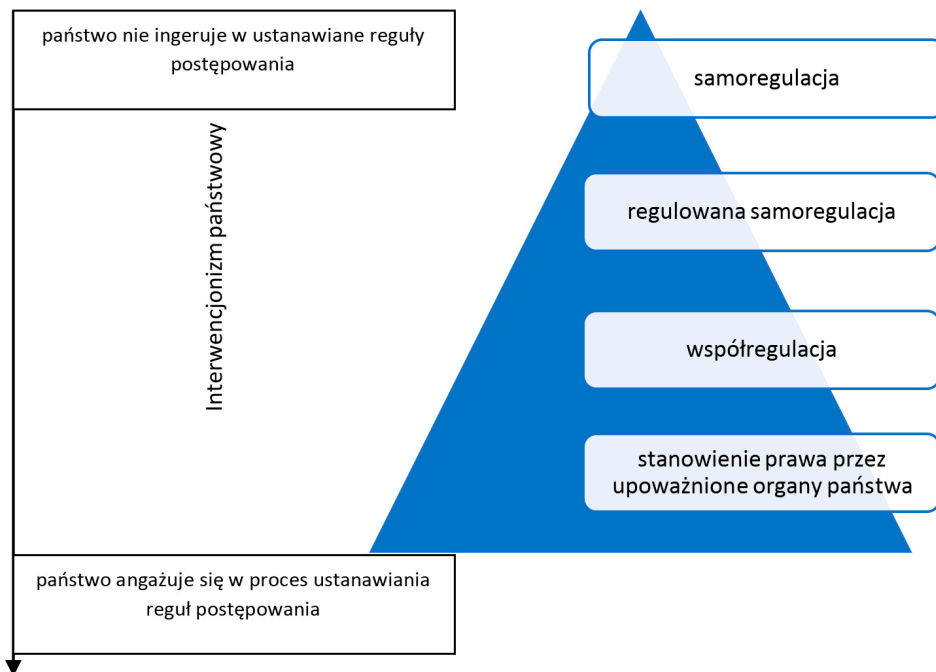 państwo nie ingeruje w ustanawiane reguły
postępowania
Interwencjonizm państwowy
państwo angażuje się w proces ustanawiania
reguł postępowania
samoregulacja
regulowana samoregulacja
współregulacja
stanowienie prawa przez
upoważnione organy państwa